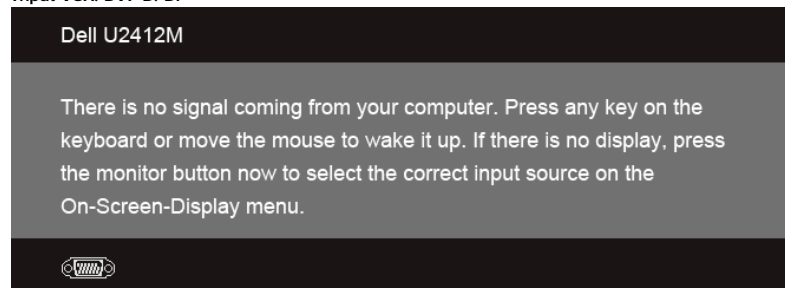 Dell U2412M
There is no signal coming from your computer. Press any key on the
keyboard or move the mouse to wake it up. If there is no display, press
the monitor button now to select the correct input source on the
On-Screen-Display menu.